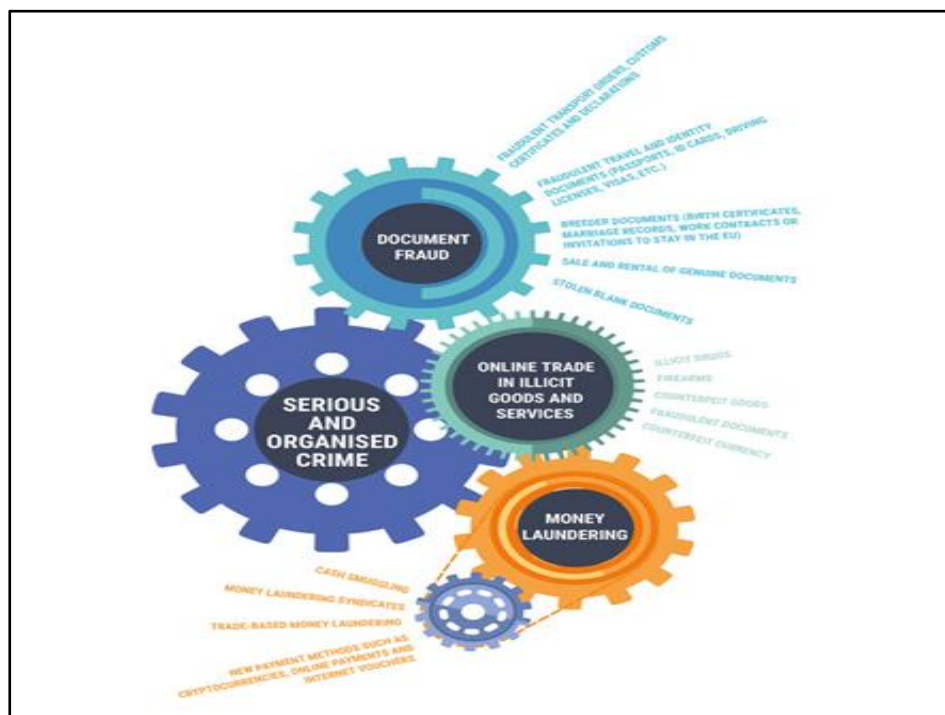 FRAUDULENT TRANSPORT ORDERS, CUSTOMS
CERTIFICATES AND DECLARATIONS
FRAUDULENT TRAVEL AND IDENTITY
DOCUMENTS (PASSPORTS, ID CARDS, DRIVING
LICENSES, VISAS, ETC.)
DOCUMENT
FRAUD
BREEDER DOCUMENTS (BIRTH CERTIFICATES,
MARRIAGE RECORDS, WORK CONTRACTS OR
INVITATIONS TO STAY IN THE EU)
SALE AND RENTAL OF GENUINE DOCUMENTS
STOLEN BLANK DOCUMENTS
ONLINE TRADE
IN ILLICIT
GOODS AND
SERVICES
ILLICIT DRUGS
FIREARMS
COUNTERFEIT GOODS
FRAUDULENT DOCUMENTS
COUNTERFEIT CURRENCY
SERIOUS
AND
ORGANISED
CRIME
MONEY
LAUNDERING
CASH SMUGGLING
MONEY LAUNDERING SYNDICATES
TRADE-BASED MONEY LAUNDERING
NEW PAYMENT METHODS SUCH AS
CRYPTOCURRENCIES, ONLINE PAYMENTS AND
INTERNET VOUCHERS